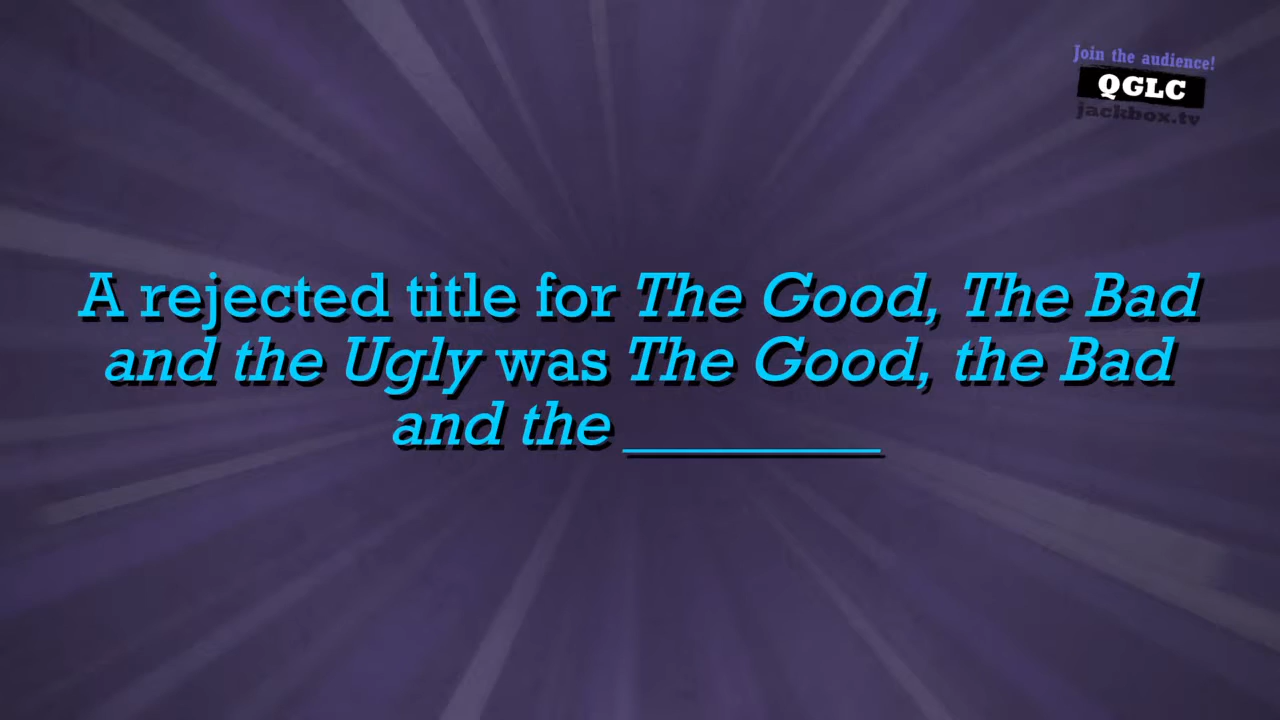 Join the audience!
QGLC
jackbox.tv
A rejected title for The Good, The Bad
and the Ugly was The Good, the Bad
and the ________